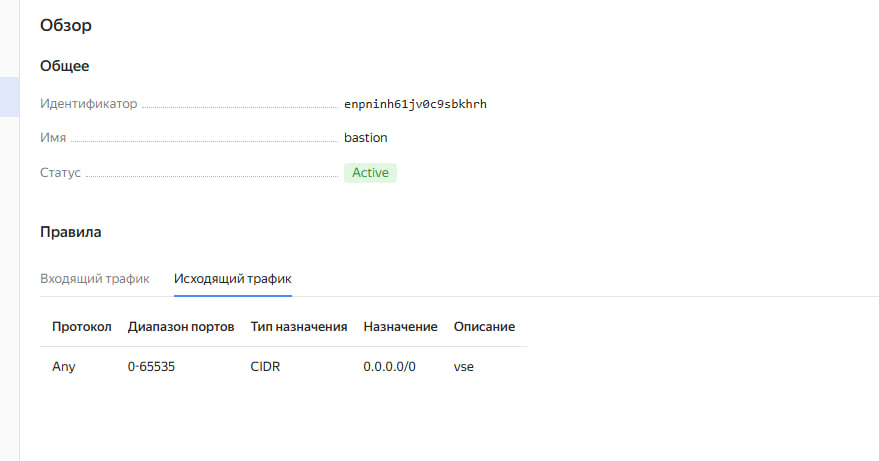 Обзор
Общее
Идентификатор enpninh61jv0c9sbkhrh
Имя bastion
Статус Active
Правила
Входящий трафик Исходящий трафик
Протокол Диапазон портов Тип назначения Назначение Описание
Any 0-65535 CIDR 0.0.0.0/0 vse